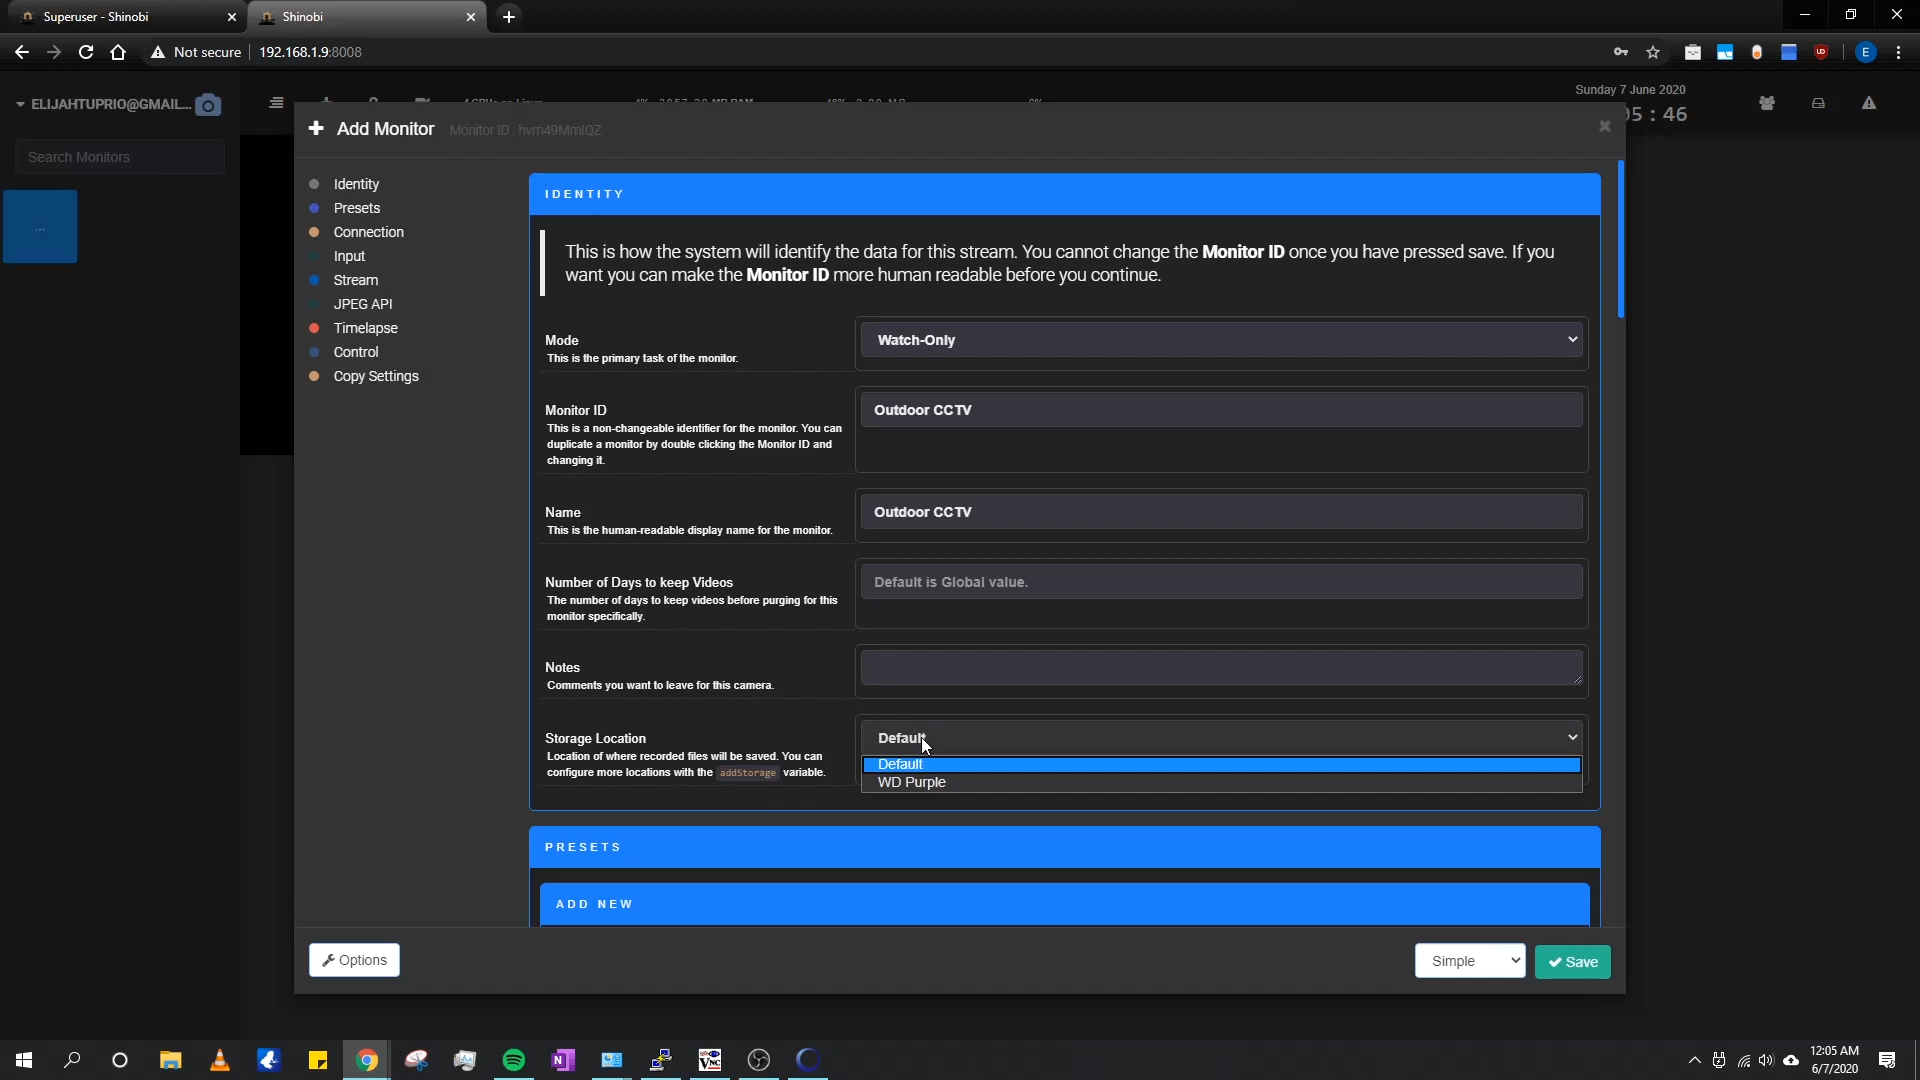 Superuser - Shinobi
Shinobi
Not secure
192.168.1.9:8008
E
ELIJAHTUPRIO@GMAIL...
Sunday 7 June 2020
05 : 46
Search Monitors
...
Add Monitor
Monitor ID : hvm49MmIQZ
Identity
Presets
Connection
Input
Stream
JPEG API
Timelapse
Control
Copy Settings
IDENTITY
This is how the system will identify the data for this stream. You cannot change the Monitor ID once you have pressed save. If you
want you can make the Monitor ID more human readable before you continue.
Mode
This is the primary task of the monitor.
Watch-Only
Monitor ID
This is a non-changeable identifier for the monitor. You can
duplicate a monitor by double clicking the Monitor ID and
changing it.
Outdoor CCTV
Name
This is the human-readable display name for the monitor.
Outdoor CCTV
Number of Days to keep Videos
The number of days to keep videos before purging for this
monitor specifically.
Default is Global value.
Notes
Comments you want to leave for this camera.
Storage Location
Location of where recorded files will be saved. You can
configure more locations with the addStorage variable.
Default
Default
WD Purple
PRESETS
ADD NEW
Options
Simple
Save
12:05 AM
6/7/2020